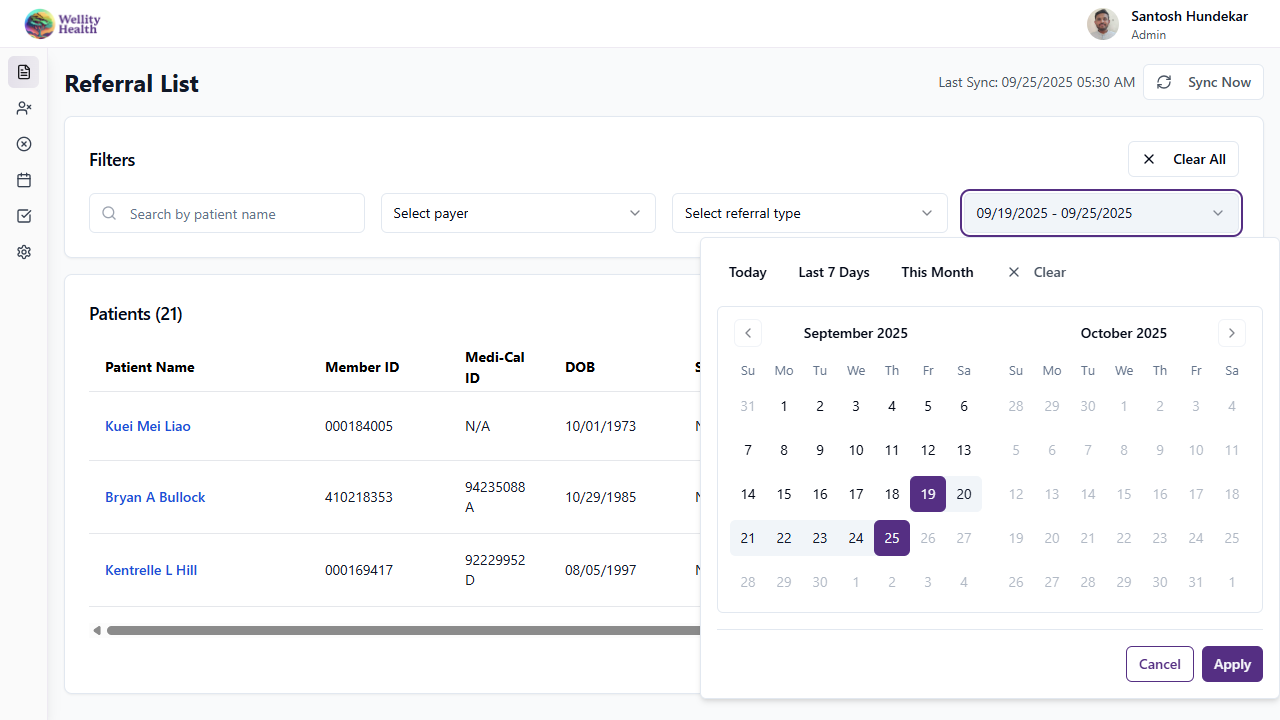 Wellity
Health
Santosh Hundekar
Admin
Referral List
Last Sync: 09/25/2025 05:30 AM
Sync Now
Filters
Clear All
Search by patient name
Select payer
Select referral type
09/19/2025 - 09/25/2025
Today Last 7 Days This Month Clear
Patients (21)
Patient Name Member ID Medi-Cal ID DOB
Kuei Mei Liao 000184005 N/A 10/01/1973
Bryan A Bullock 410218353 94235088A 10/29/1985
Kentrelle L Hill 000169417 92229952D 08/05/1997
September 2025
Su Mo Tu We Th Fr Sa
31 1 2 3 4 5 6
7 8 9 10 11 12 13
14 15 16 17 18 19 20
21 22 23 24 25 26 27
28 29 30 1 2 3 4
October 2025
Su Mo Tu We Th Fr Sa
28 29 30 1 2 3 4
5 6 7 8 9 10 11
12 13 14 15 16 17 18
19 20 21 22 23 24 25
26 27 28 29 30 31 1
Cancel Apply